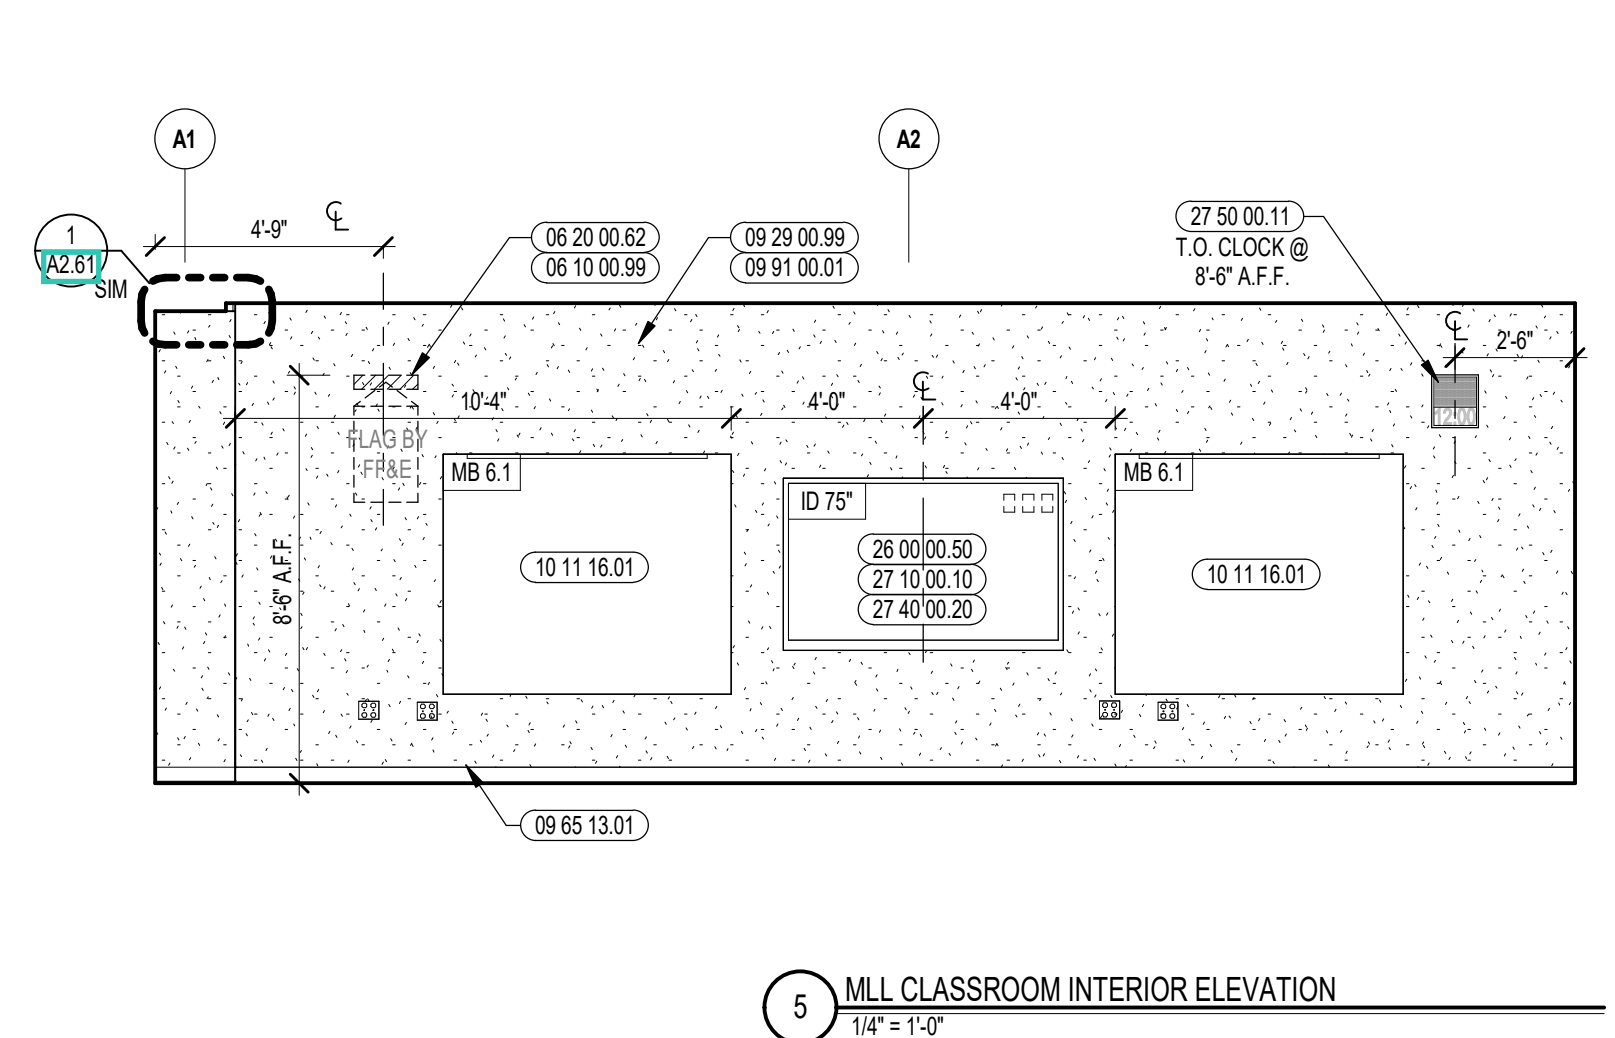 A1
A2
1
A2.61
SIM
4'-9"
CL
06 20 00.62
06 10 00.99
09 29 00.99
09 91 00.01
27 50 00.11
T.O. CLOCK @
8'-6" A.F.F.
CL
2'-6"
10'-4"
4'-0"
CL
4'-0"
12:00
FLAG BY
FF&E
MB 6.1
ID 75"
MB 6.1
8'-6" A.F.F.
10 11 16.01
26 00 00.50
27 10 00.10
27 40 00.20
10 11 16.01
09 65 13.01
5
MLL CLASSROOM INTERIOR ELEVATION
1/4" = 1'-0"